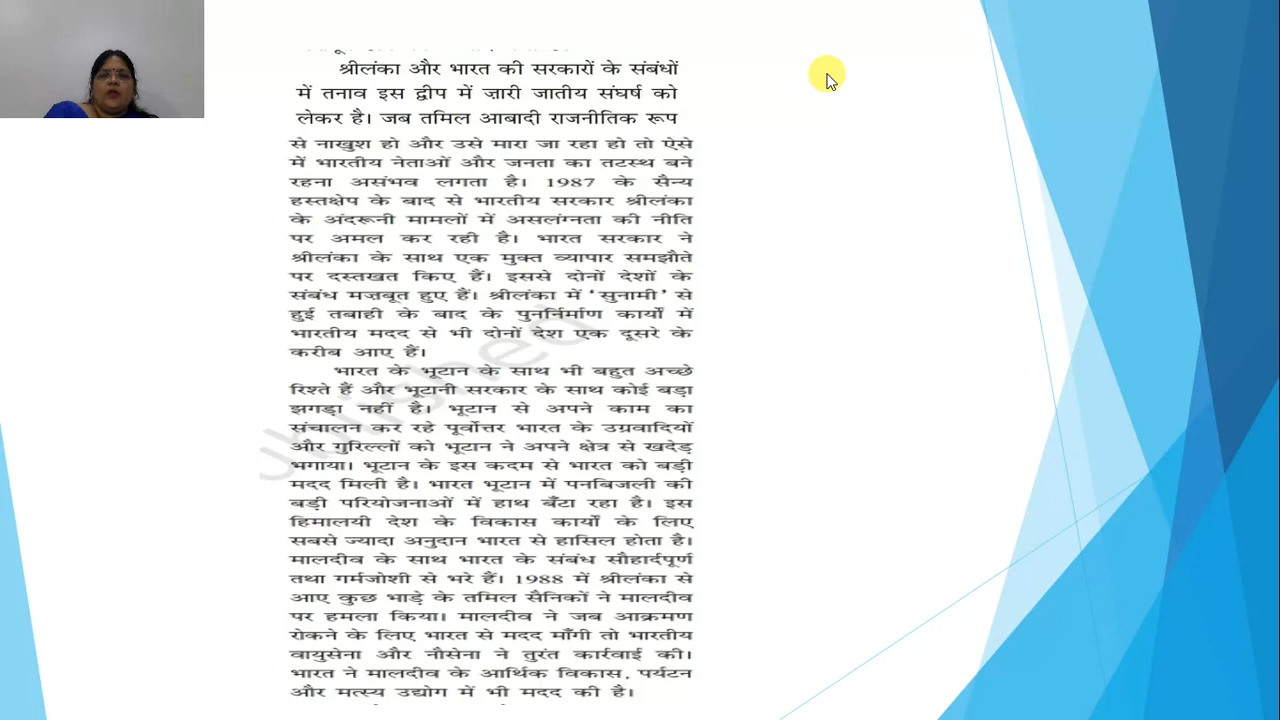 श्रीलंका और भारत की सरकारों के संबंधों
में तनाव इस द्वीप में ज़ारी जातीय संघर्ष को
लेकर है। जब तमिल आबादी राजनीतिक रूप
से नाखुश हो और उसे मारा जा रहा हो तो ऐसे
में भारतीय नेताओं और जनता का तटस्थ बने
रहना असंभव लगता है। 1987 के सैन्य
हस्तक्षेप के बाद से भारतीय सरकार श्रीलंका
के अंदरूनी मामलों में असलंग्नता की नीति
पर अमल कर रही है। भारत सरकार ने
श्रीलंका के साथ एक मुक्त व्यापार समझौते
पर दस्तखत किए हैं। इससे दोनों देशों के
संबंध मज़बूत हुए हैं। श्रीलंका में ‘सुनामी’ से
हुई तबाही के बाद के पुनर्निर्माण कार्यों में
भारतीय मदद से भी दोनों देश एक दूसरे के
करीब आए हैं।
भारत के भूटान के साथ भी बहुत अच्छे
रिश्ते हैं और भूटानी सरकार के साथ कोई बड़ा
झगड़ा नहीं है। भूटान से अपने काम का
संचालन कर रहे पूर्वोत्तर भारत के उग्रवादियों
और गुरिल्लों को भूटान ने अपने क्षेत्र से खदेड़
भगाया। भूटान के इस कदम से भारत को बड़ी
मदद मिली है। भारत भूटान में पनबिजली की
बड़ी परियोजनाओं में हाथ बँटा रहा है। इस
हिमालयी देश के विकास कार्यों के लिए
सबसे ज्यादा अनुदान भारत से हासिल होता है।
मालदीव के साथ भारत के संबंध सौहार्दपूर्ण
तथा गर्मजोशी से भरे हैं। 1988 में श्रीलंका से
आए कुछ भाड़े के तमिल सैनिकों ने मालदीव
पर हमला किया। मालदीव ने जब आक्रमण
रोकने के लिए भारत से मदद माँगी तो भारतीय
वायुसेना और नौसेना ने तुरंत कार्रवाई की।
भारत ने मालदीव के आर्थिक विकास, पर्यटन
और मत्स्य उद्योग में भी मदद की है।